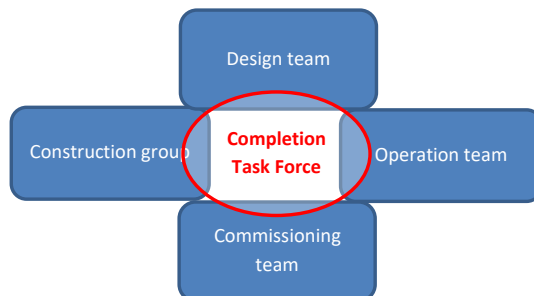 Design team
Construction group
Completion
Task Force
Operation team
Commissioning
team